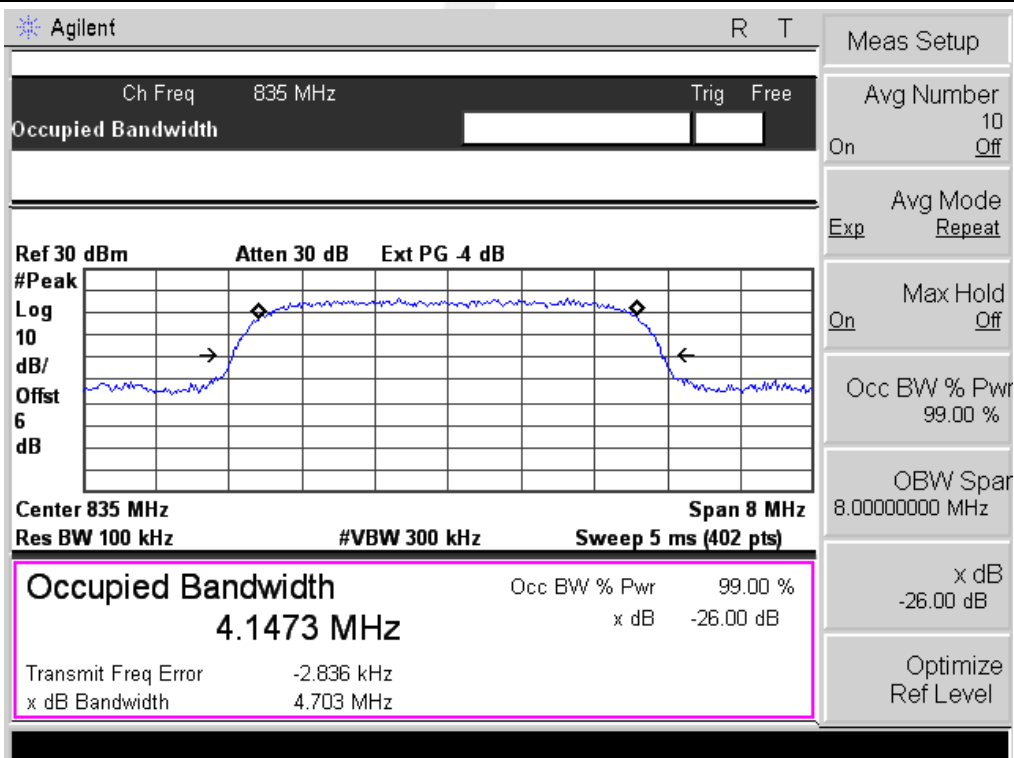 Agilent R T
Ch Freq 835 MHz Trig Free
Occupied Bandwidth
Ref 30 dBm Atten 30 dB Ext PG -4 dB
#Peak
Log
10
dB/
Offst
6
dB
Center 835 MHz Span 8 MHz
Res BW 100 kHz #VBW 300 kHz Sweep 5 ms (402 pts)
Occupied Bandwidth Occ BW % Pwr 99.00 %
4.1473 MHz x dB -26.00 dB
Transmit Freq Error -2.836 kHz
x dB Bandwidth 4.703 MHz
Meas Setup
Avg Number
10
On Off
Avg Mode
Exp Repeat
Max Hold
On Off
Occ BW % Pwr
99.00 %
OBW Span
8.00000000 MHz
x dB
-26.00 dB
Optimize
Ref Level